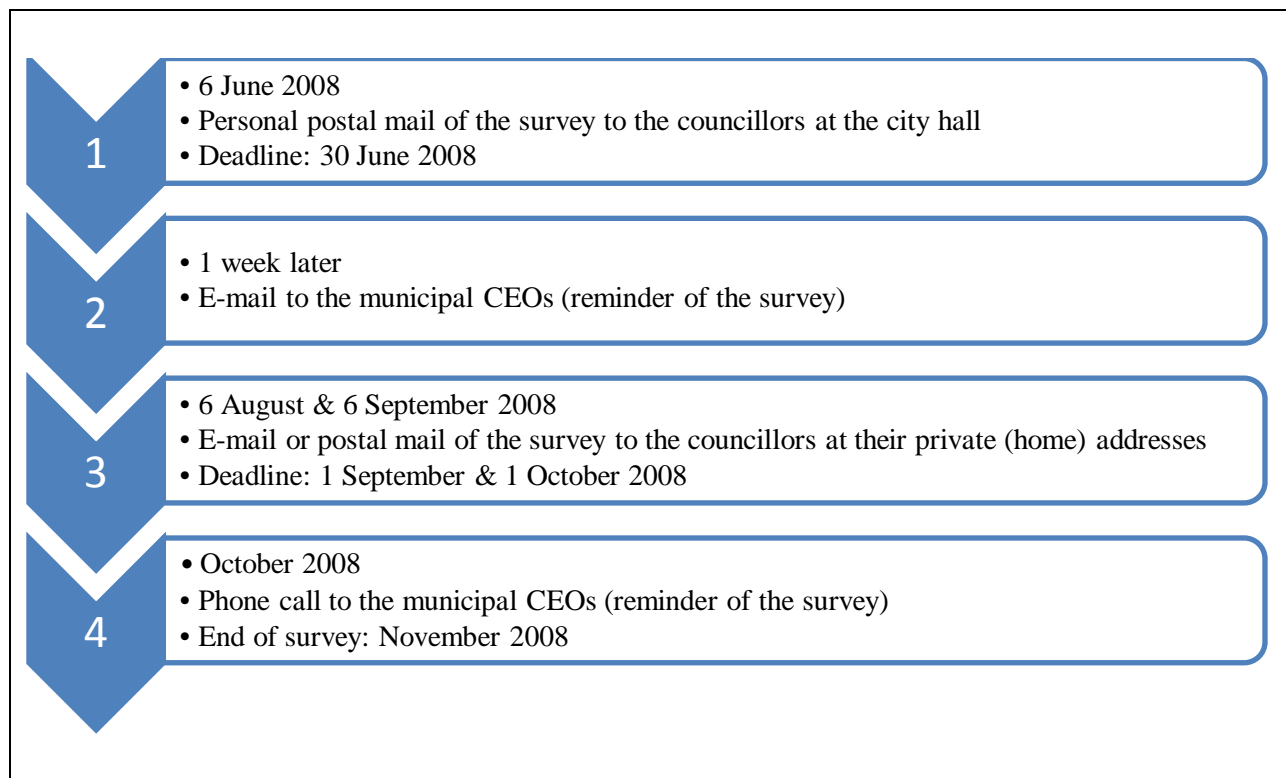 1
• 6 June 2008
• Personal postal mail of the survey to the councillors at the city hall
• Deadline: 30 June 2008
2
• 1 week later
• E-mail to the municipal CEOs (reminder of the survey)
3
• 6 August & 6 September 2008
• E-mail or postal mail of the survey to the councillors at their private (home) addresses
• Deadline: 1 September & 1 October 2008
4
• October 2008
• Phone call to the municipal CEOs (reminder of the survey)
• End of survey: November 2008